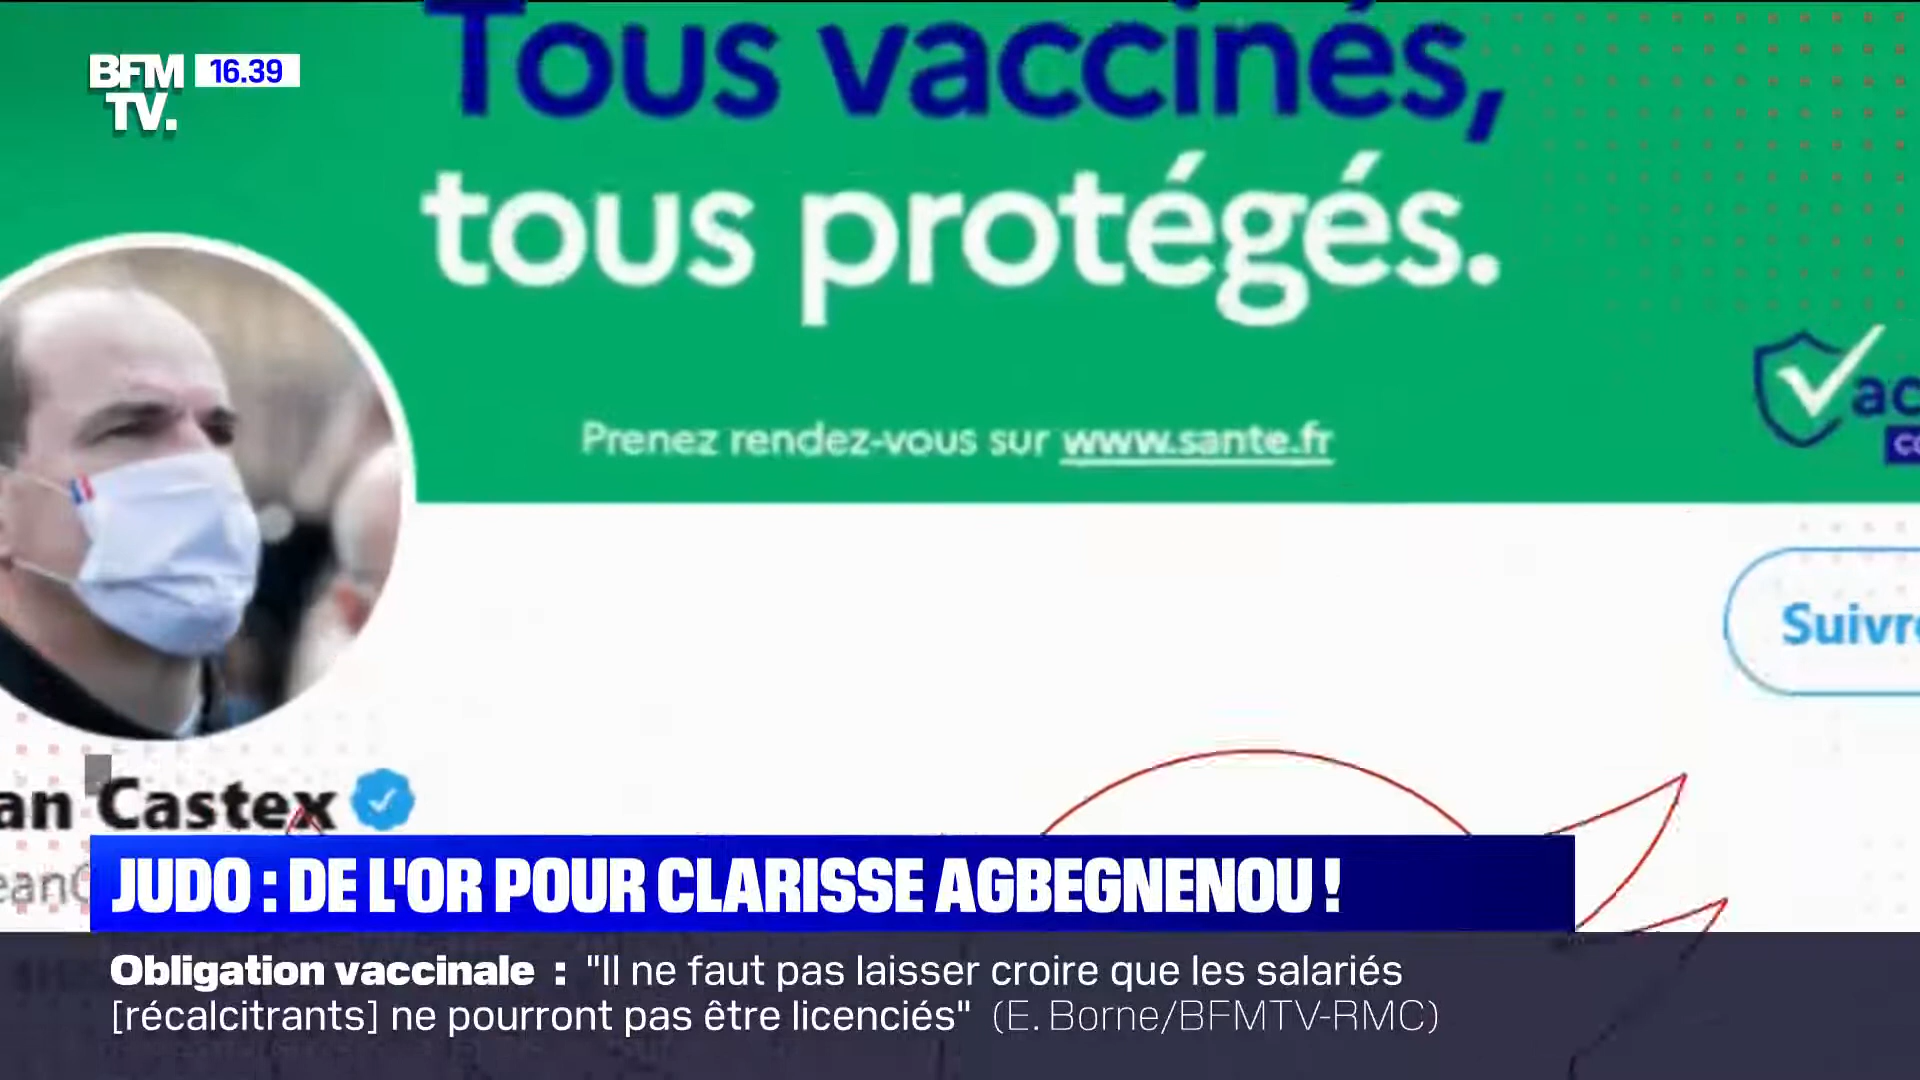 Tous vaccinés,
BFM 16.39
TV.
tous protégés.
Prenez rendez-vous sur www.sante.fr
Castex
JUDO : DE L'OR POUR CLARISSE AGBEGNENOU !
Obligation vaccinale : "Il ne faut pas laisser croire que les salariés
[récalcitrants] ne pourront pas être licenciés" (E. Borne/BFMTV-RMC)